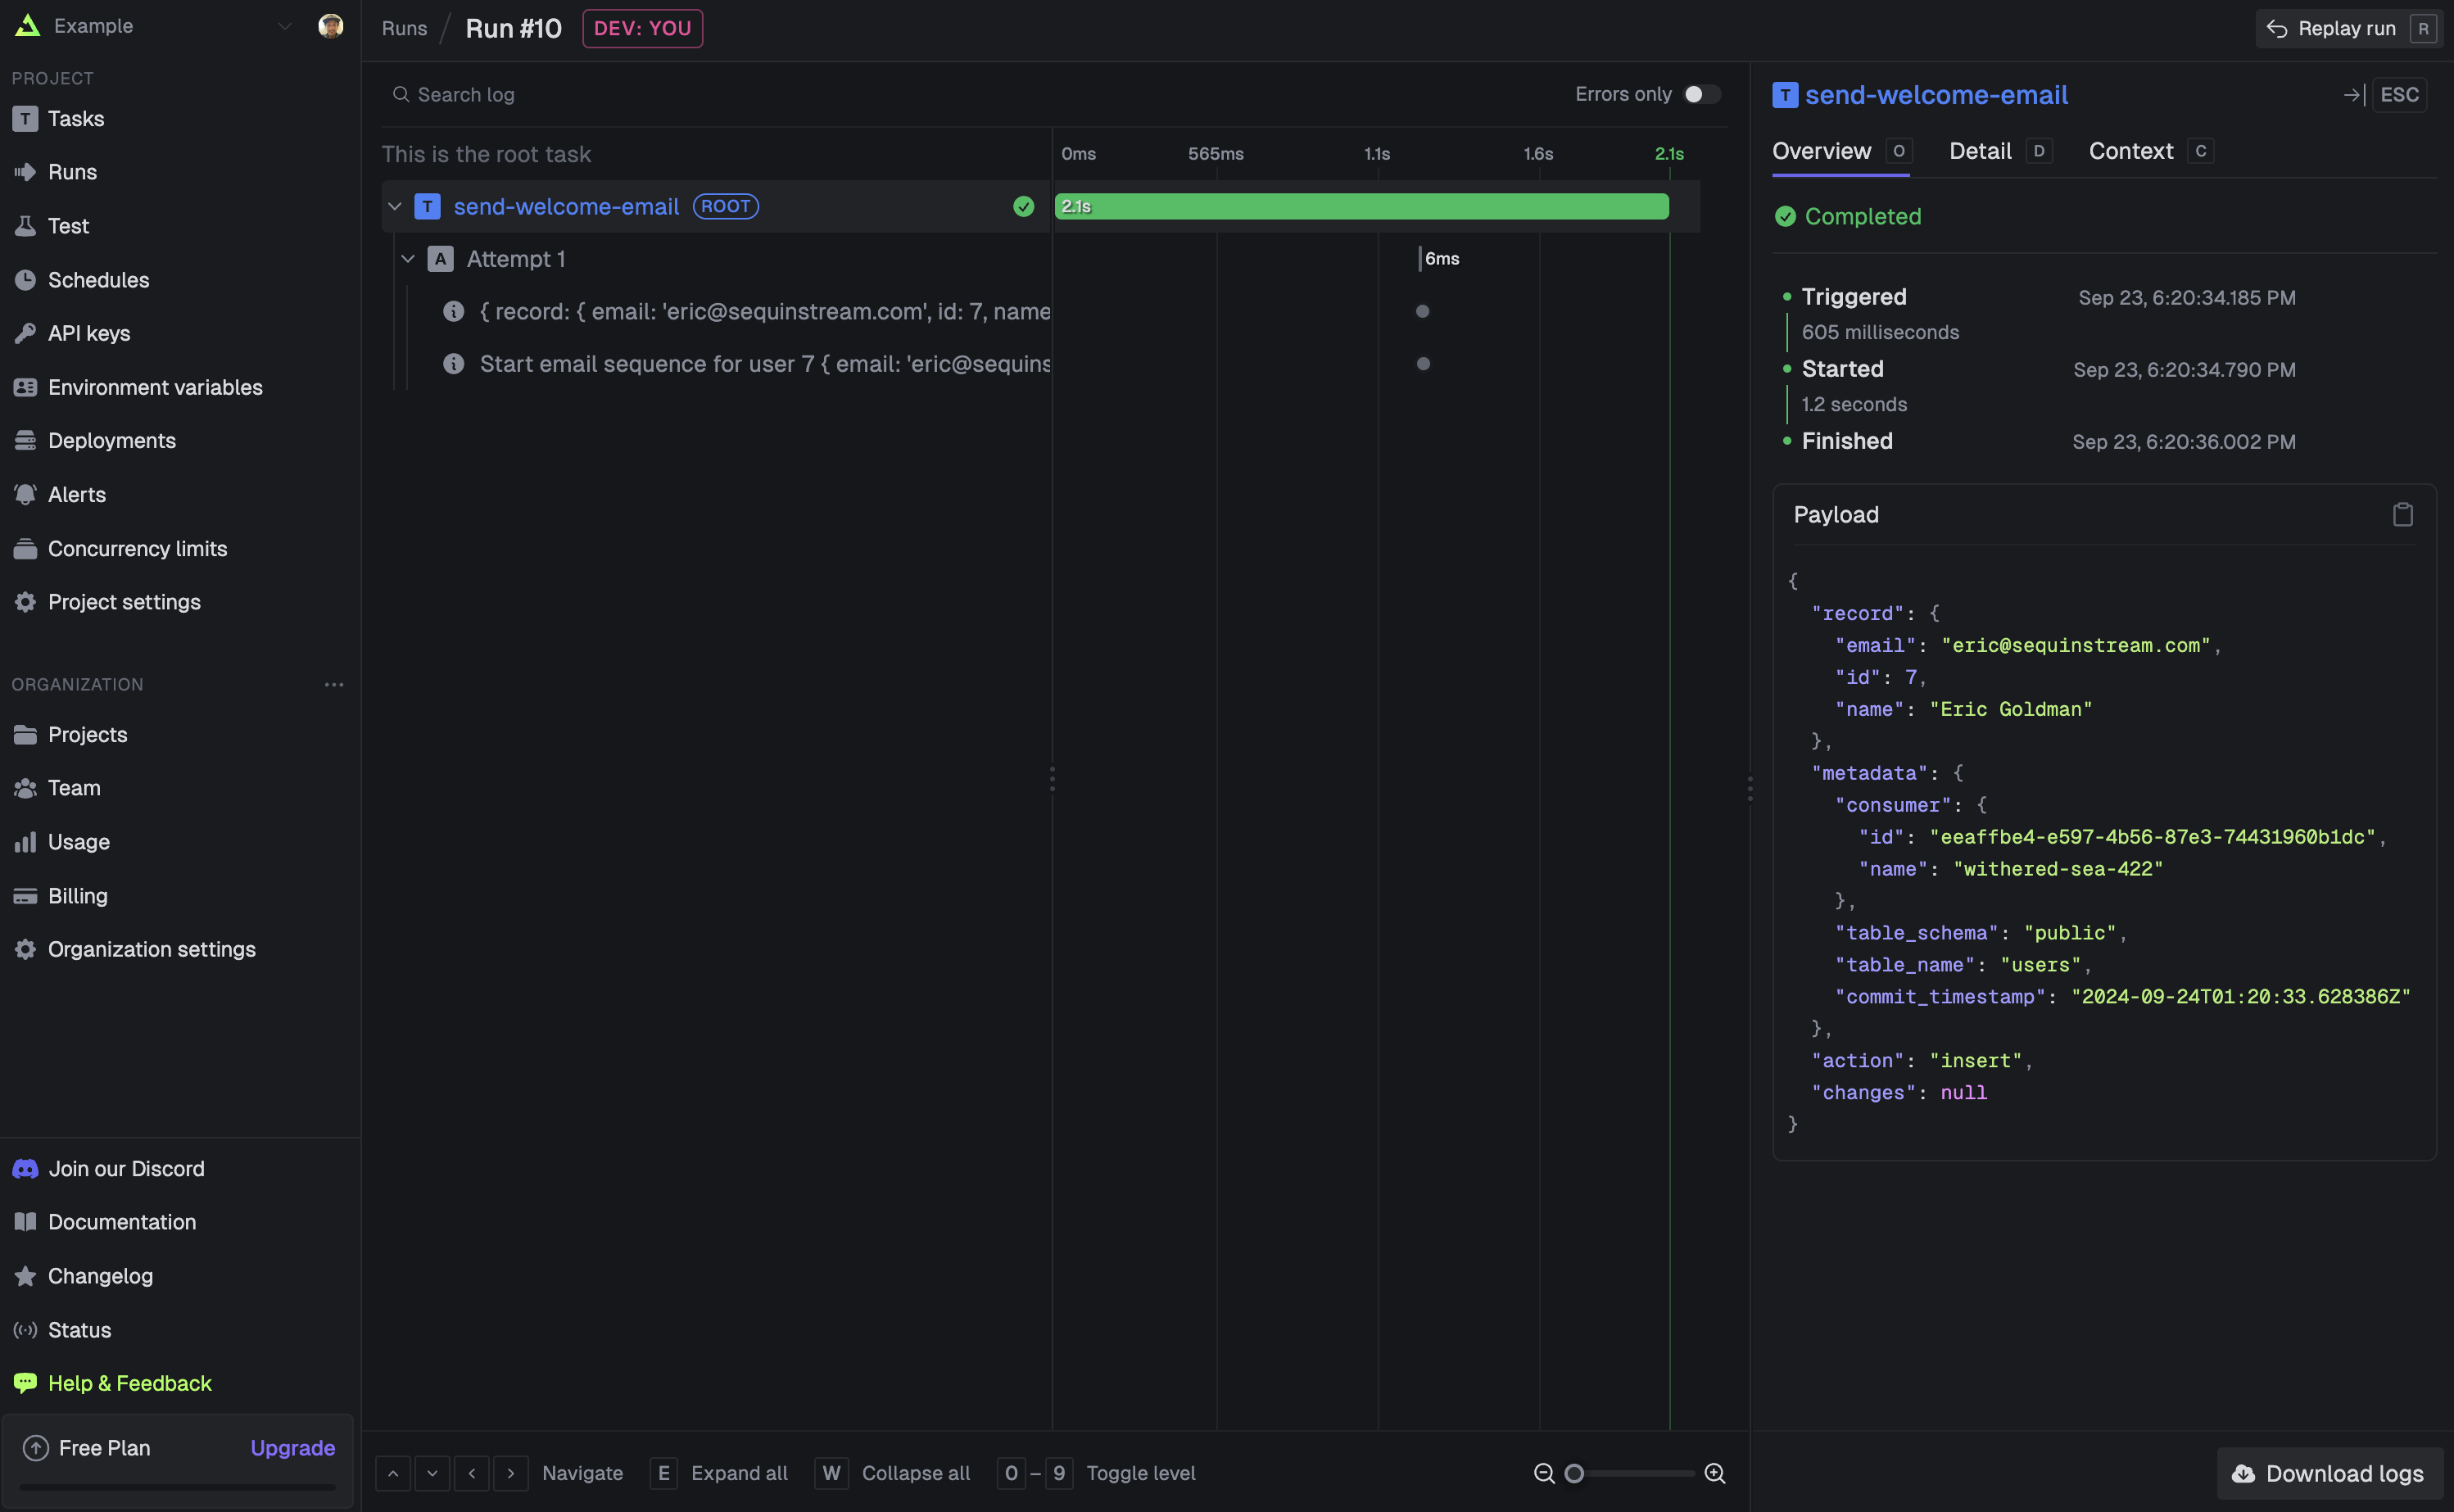 Example
PROJECT
T Tasks
Runs
Test
Schedules
API keys
Environment variables
Deployments
Alerts
Concurrency limits
Project settings
ORGANIZATION
Projects
Team
Usage
Billing
Organization settings
Join our Discord
Documentation
Changelog
Status
Help & Feedback
Free Plan Upgrade
Runs / Run #10 DEV: YOU
Replay run R
Search log
Errors only
This is the root task
0ms 565ms 1.1s 1.6s 2.1s
T send-welcome-email ROOT 2.1s
A Attempt 1 6ms
{ record: { email: 'eric@sequinstream.com', id: 7, name
Start email sequence for user 7 { email: 'eric@sequins
Navigate E Expand all W Collapse all 0 – 9 Toggle level
T send-welcome-email ESC
Overview O Detail D Context C
Completed
Triggered Sep 23, 6:20:34.185 PM
605 milliseconds
Started Sep 23, 6:20:34.790 PM
1.2 seconds
Finished Sep 23, 6:20:36.002 PM
Payload
{
"record": {
"email": "eric@sequinstream.com",
"id": 7,
"name": "Eric Goldman"
},
"metadata": {
"consumer": {
"id": "eeaffbe4-e597-4b56-87e3-74431960b1dc",
"name": "withered-sea-422"
},
"table_schema": "public",
"table_name": "users",
"commit_timestamp": "2024-09-24T01:20:33.628386Z"
},
"action": "insert",
"changes": null
}
Download logs